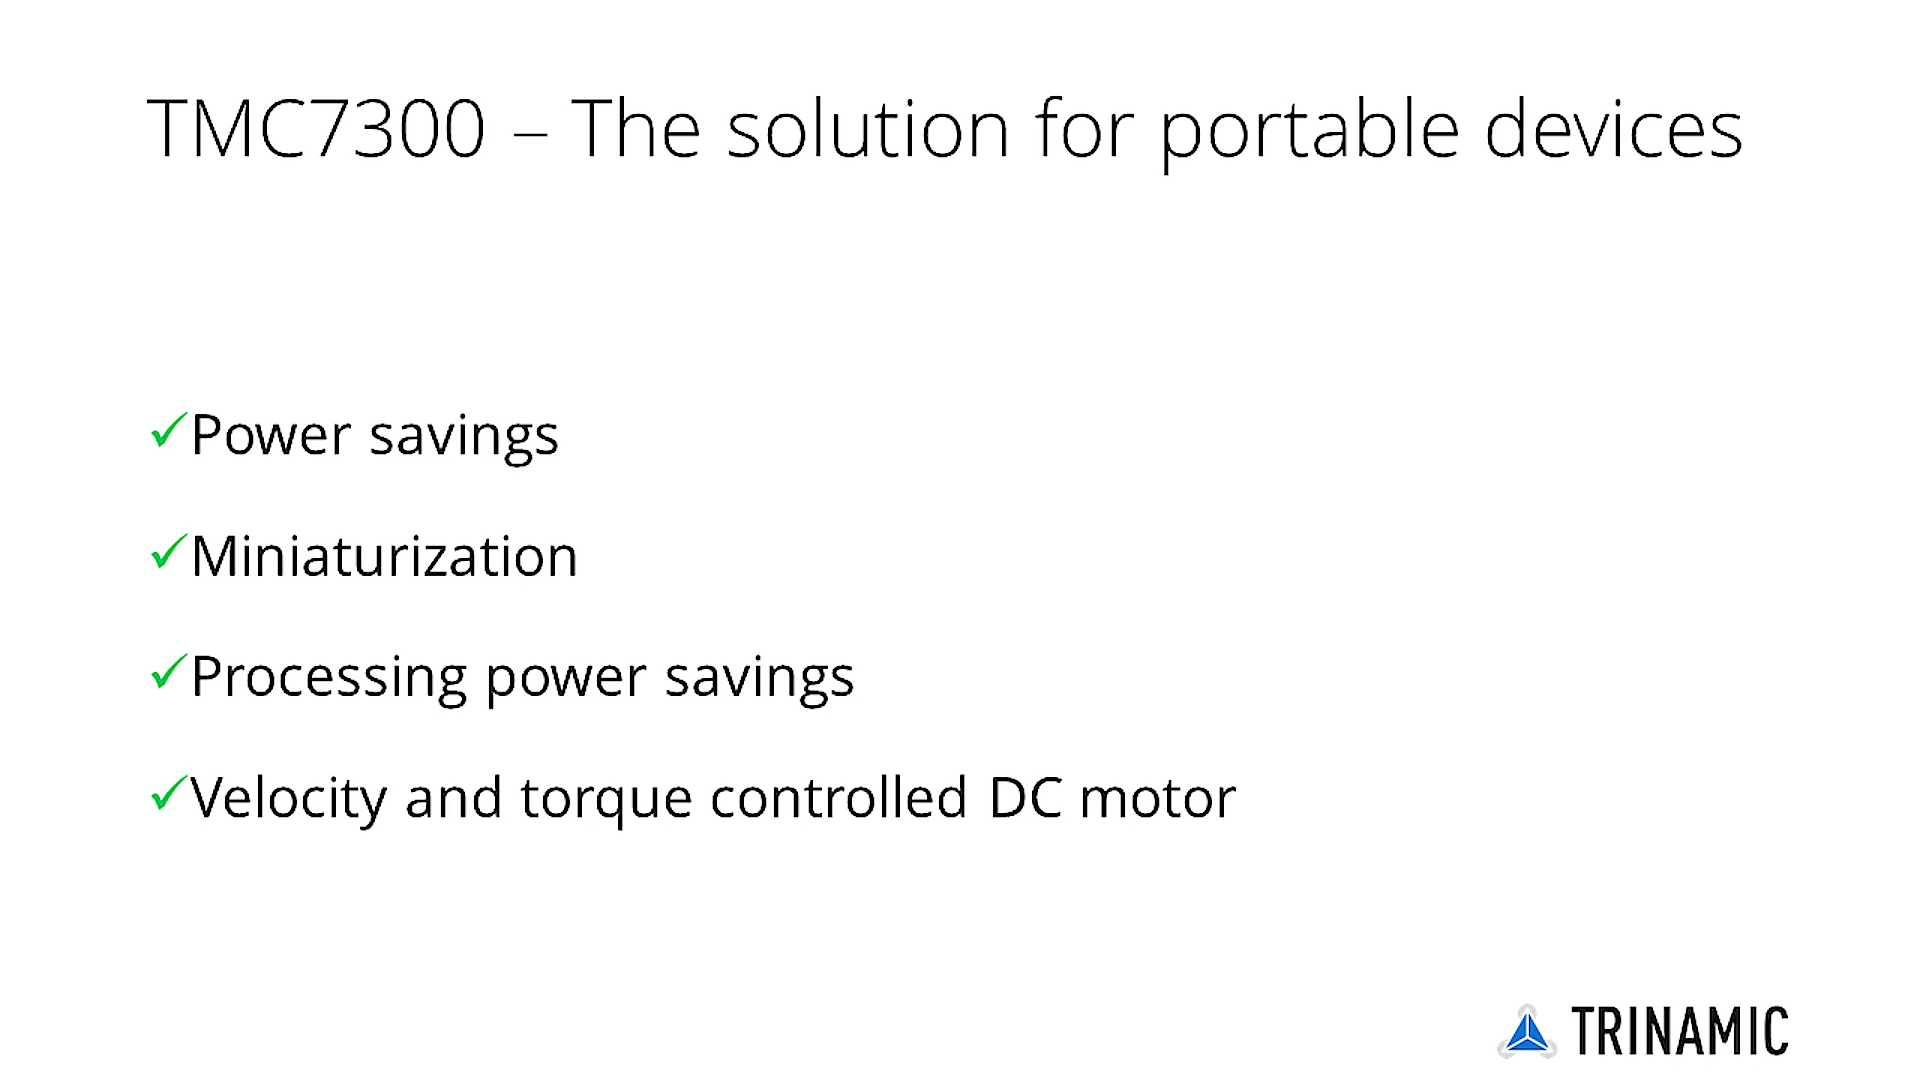 TMC7300 – The solution for portable devices
✓Power savings
✓Miniaturization
✓Processing power savings
✓Velocity and torque controlled DC motor
TRINAMIC